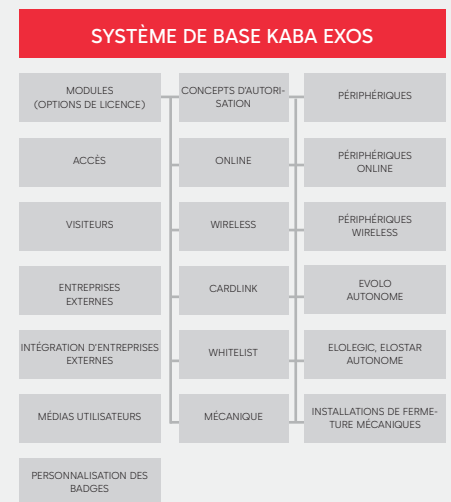 SYSTÈME DE BASE KABA EXOS
MODULES
(OPTIONS DE LICENCE)
CONCEPTS D'AUTORI-
SATION
PÉRIPHÉRIQUES
ACCÈS
ONLINE
PÉRIPHÉRIQUES
ONLINE
VISITEURS
WIRELESS
PÉRIPHÉRIQUES
WIRELESS
ENTREPRISES
EXTERNES
CARDLINK
EVOLO
AUTONOME
INTÉGRATION D'ENTREPRISES
EXTERNES
WHITELIST
ELOLEGIC, ELOSTAR
AUTONOME
MÉDIAS UTILISATEURS
MÉCANIQUE
INSTALLATIONS DE FERME-
TURE MÉCANIQUES
PERSONNALISATION DES
BADGES